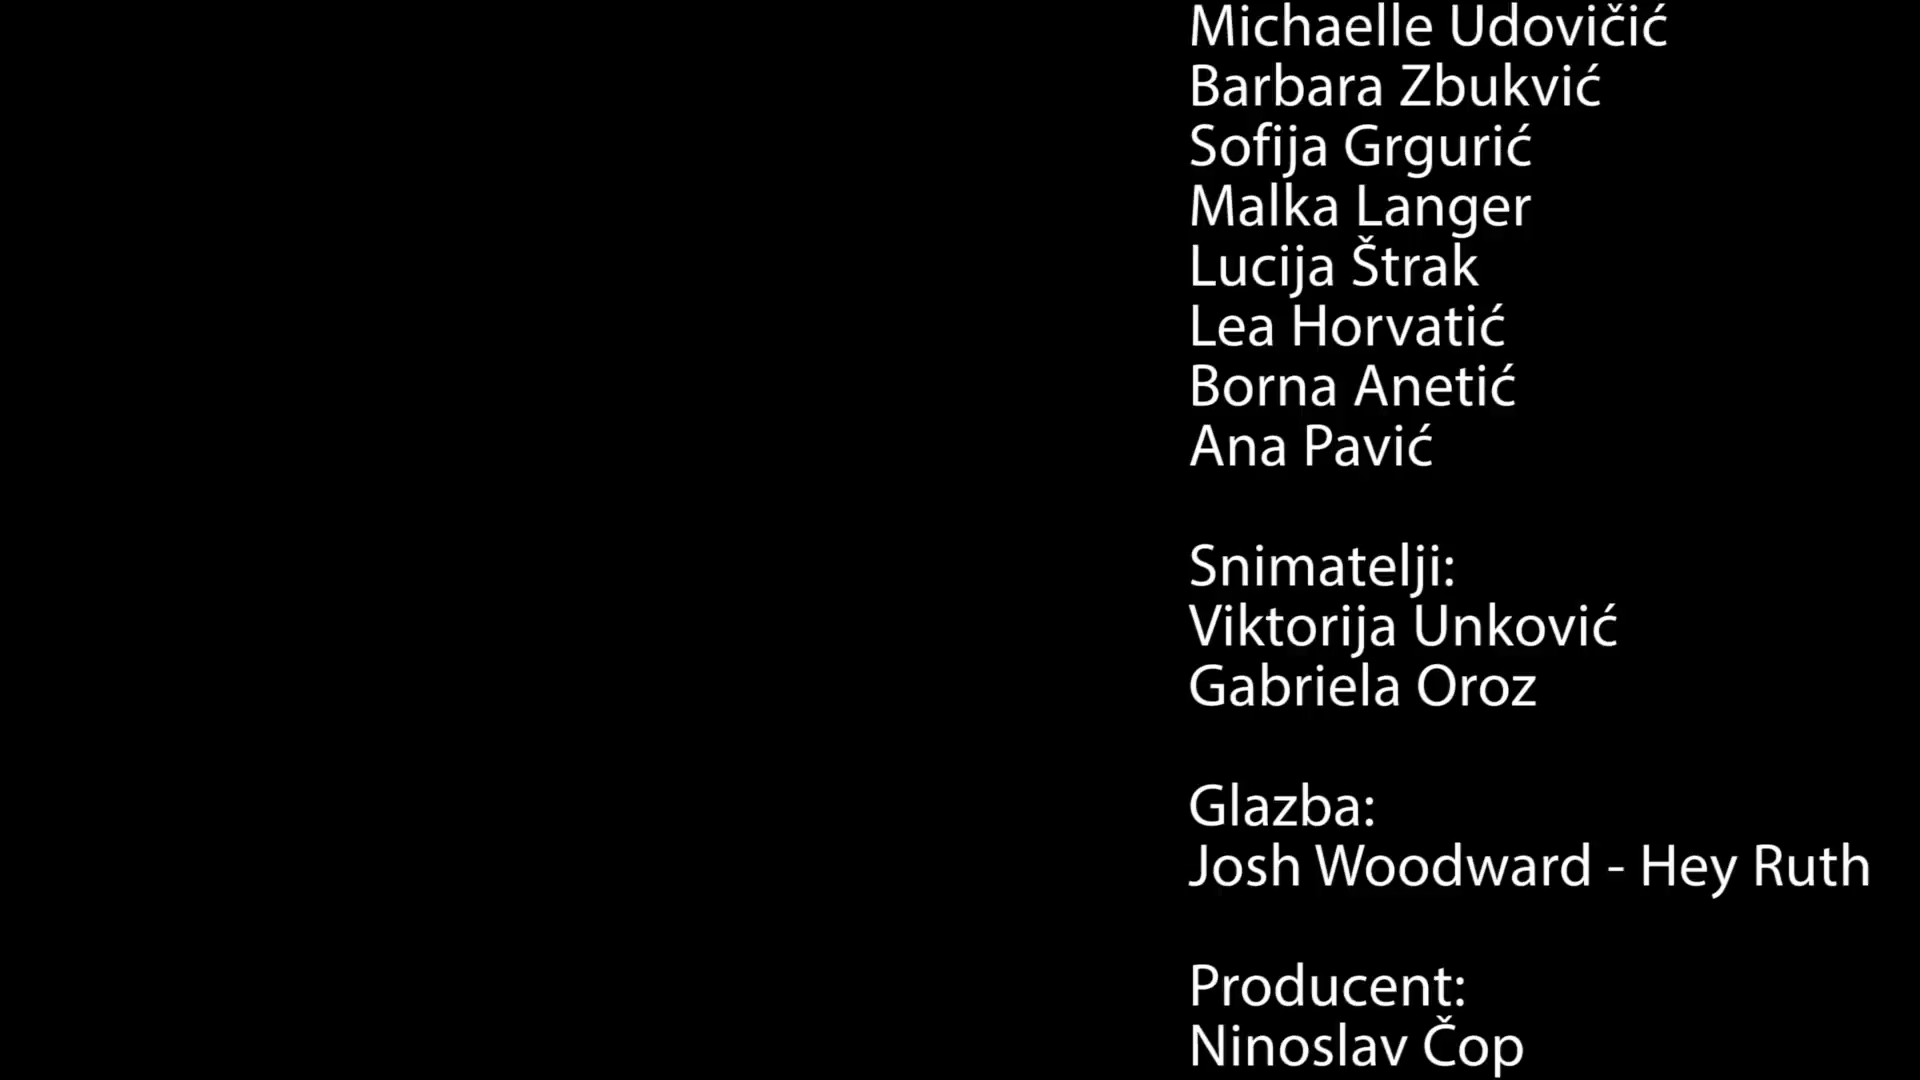 Michaelle Udovičić
Barbara Zbukvić
Sofija Grgurić
Malka Langer
Lucija Štrak
Lea Horvatić
Borna Anetić
Ana Pavić
Snimatelji:
Viktorija Unković
Gabriela Oroz
Glazba:
Josh Woodward - Hey Ruth
Producent:
Ninoslav Čop